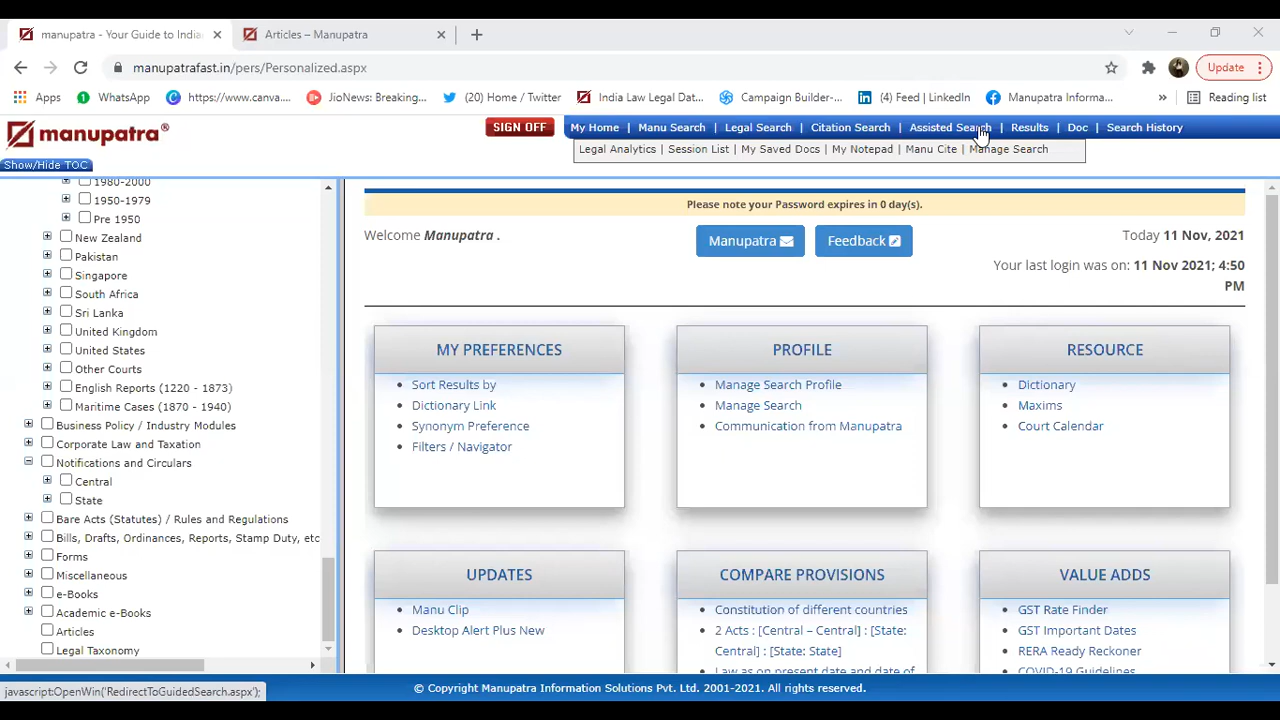 manupatra - Your Guide to India
Articles – Manupatra
manupatrafast.in/pers/Personalized.aspx
Update
Apps
WhatsApp
https://www.canva....
JioNews: Breaking...
(20) Home / Twitter
India Law Legal Dat...
Campaign Builder-...
(4) Feed | LinkedIn
Manupatra Informa...
»
Reading list
manupatra®
SIGN OFF
My Home | Manu Search | Legal Search | Citation Search | Assisted Search | Results | Doc | Search History
Legal Analytics | Session List | My Saved Docs | My Notepad | Manu Cite | Manage Search
Show/Hide TOC
1980-2000
1950-1979
Pre 1950
New Zealand
Pakistan
Singapore
South Africa
Sri Lanka
United Kingdom
United States
Other Courts
English Reports (1220 - 1873)
Maritime Cases (1870 - 1940)
Business Policy / Industry Modules
Corporate Law and Taxation
Notifications and Circulars
Central
State
Bare Acts (Statutes) / Rules and Regulations
Bills, Drafts, Ordinances, Reports, Stamp Duty, etc
Forms
Miscellaneous
e-Books
Academic e-Books
Articles
Legal Taxonomy
Please note your Password expires in 0 day(s).
Welcome Manupatra .
Manupatra
Feedback
Today 11 Nov, 2021
Your last login was on: 11 Nov 2021; 4:50
PM
MY PREFERENCES
Sort Results by
Dictionary Link
Synonym Preference
Filters / Navigator
PROFILE
Manage Search Profile
Manage Search
Communication from Manupatra
RESOURCE
Dictionary
Maxims
Court Calendar
UPDATES
Manu Clip
Desktop Alert Plus New
COMPARE PROVISIONS
Constitution of different countries
2 Acts : [Central – Central] : [State:
Central] : [State: State]
Law as on present date and date of
VALUE ADDS
GST Rate Finder
GST Important Dates
RERA Ready Reckoner
COVID-19 Guidelines
javascript:OpenWin('RedirectToGuidedSearch.aspx');
© Copyright Manupatra Information Solutions Pvt. Ltd. 2001-2021. All rights reserved.